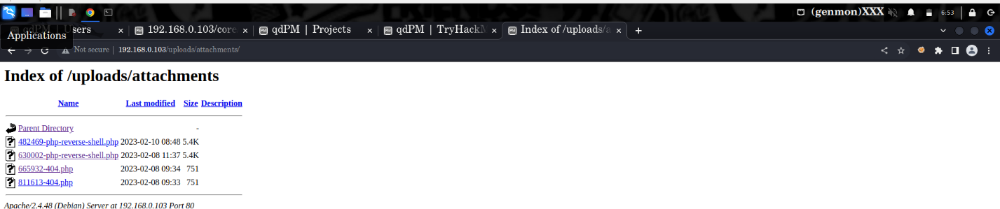 (genmon)XXX 6:53
Applications
| Users 192.168.0.103/core qdPM | Projects qdPM | TryHackM Index of /uploads/a
Not secure | 192.168.0.103/uploads/attachments/
Index of /uploads/attachments
Name Last modified Size Description
Parent Directory -
482469-php-reverse-shell.php 2023-02-10 08:48 5.4K
630002-php-reverse-shell.php 2023-02-08 11:37 5.4K
665932-404.php 2023-02-08 09:34 751
811613-404.php 2023-02-08 09:33 751
Apache/2.4.48 (Debian) Server at 192.168.0.103 Port 80